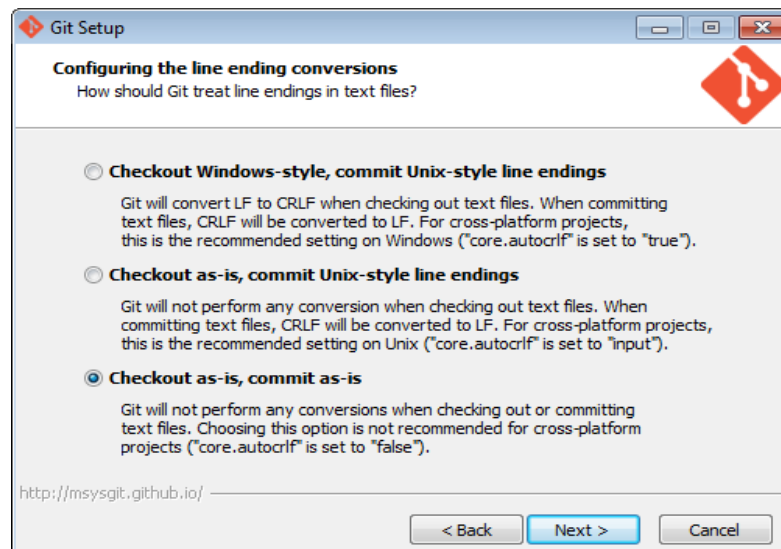 Git Setup
Configuring the line ending conversions
How should Git treat line endings in text files?
Checkout Windows-style, commit Unix-style line endings
Git will convert LF to CRLF when checking out text files. When committing
text files, CRLF will be converted to LF. For cross-platform projects,
this is the recommended setting on Windows ("core.autocrlf" is set to "true").
Checkout as-is, commit Unix-style line endings
Git will not perform any conversion when checking out text files. When
committing text files, CRLF will be converted to LF. For cross-platform projects,
this is the recommended setting on Unix ("core.autocrlf" is set to "input").
Checkout as-is, commit as-is
Git will not perform any conversions when checking out or committing
text files. Choosing this option is not recommended for cross-platform
projects ("core.autocrlf" is set to "false").
http://msysgit.github.io/
< Back Next > Cancel